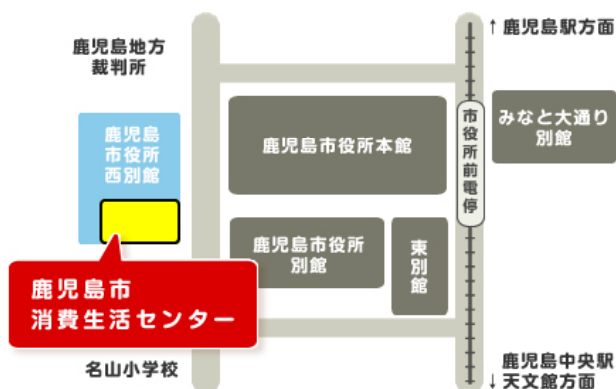 鹿児島地方
裁判所
↑鹿児島駅方面
鹿児島
市役所
西別館
鹿児島市役所本館
市役所前電停
みなと大通り
別館
鹿児島市役所
別館
東別館
鹿児島市
消費生活センター
名山小学校
鹿児島中央駅
↓天文館方面